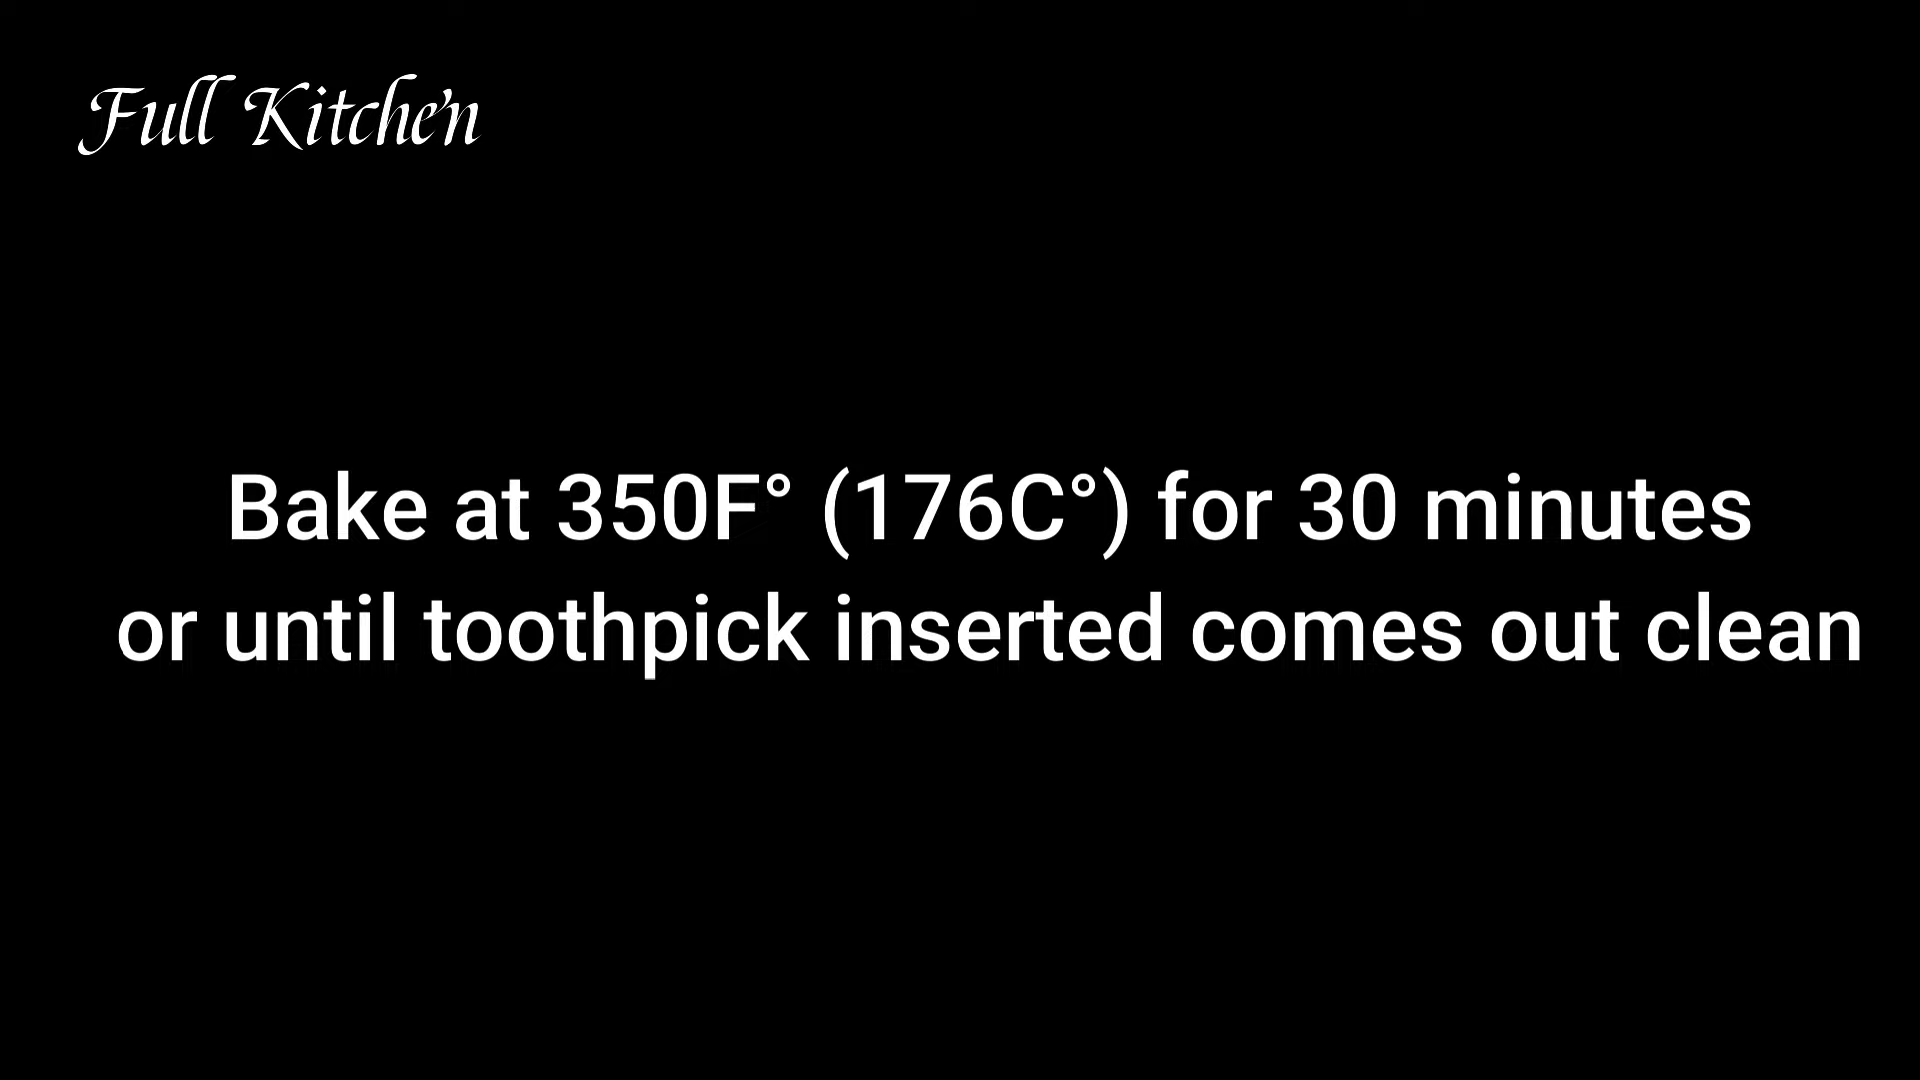 Full Kitche'n
Bake at 350F° (176C°) for 30 minutes
or until toothpick inserted comes out clean